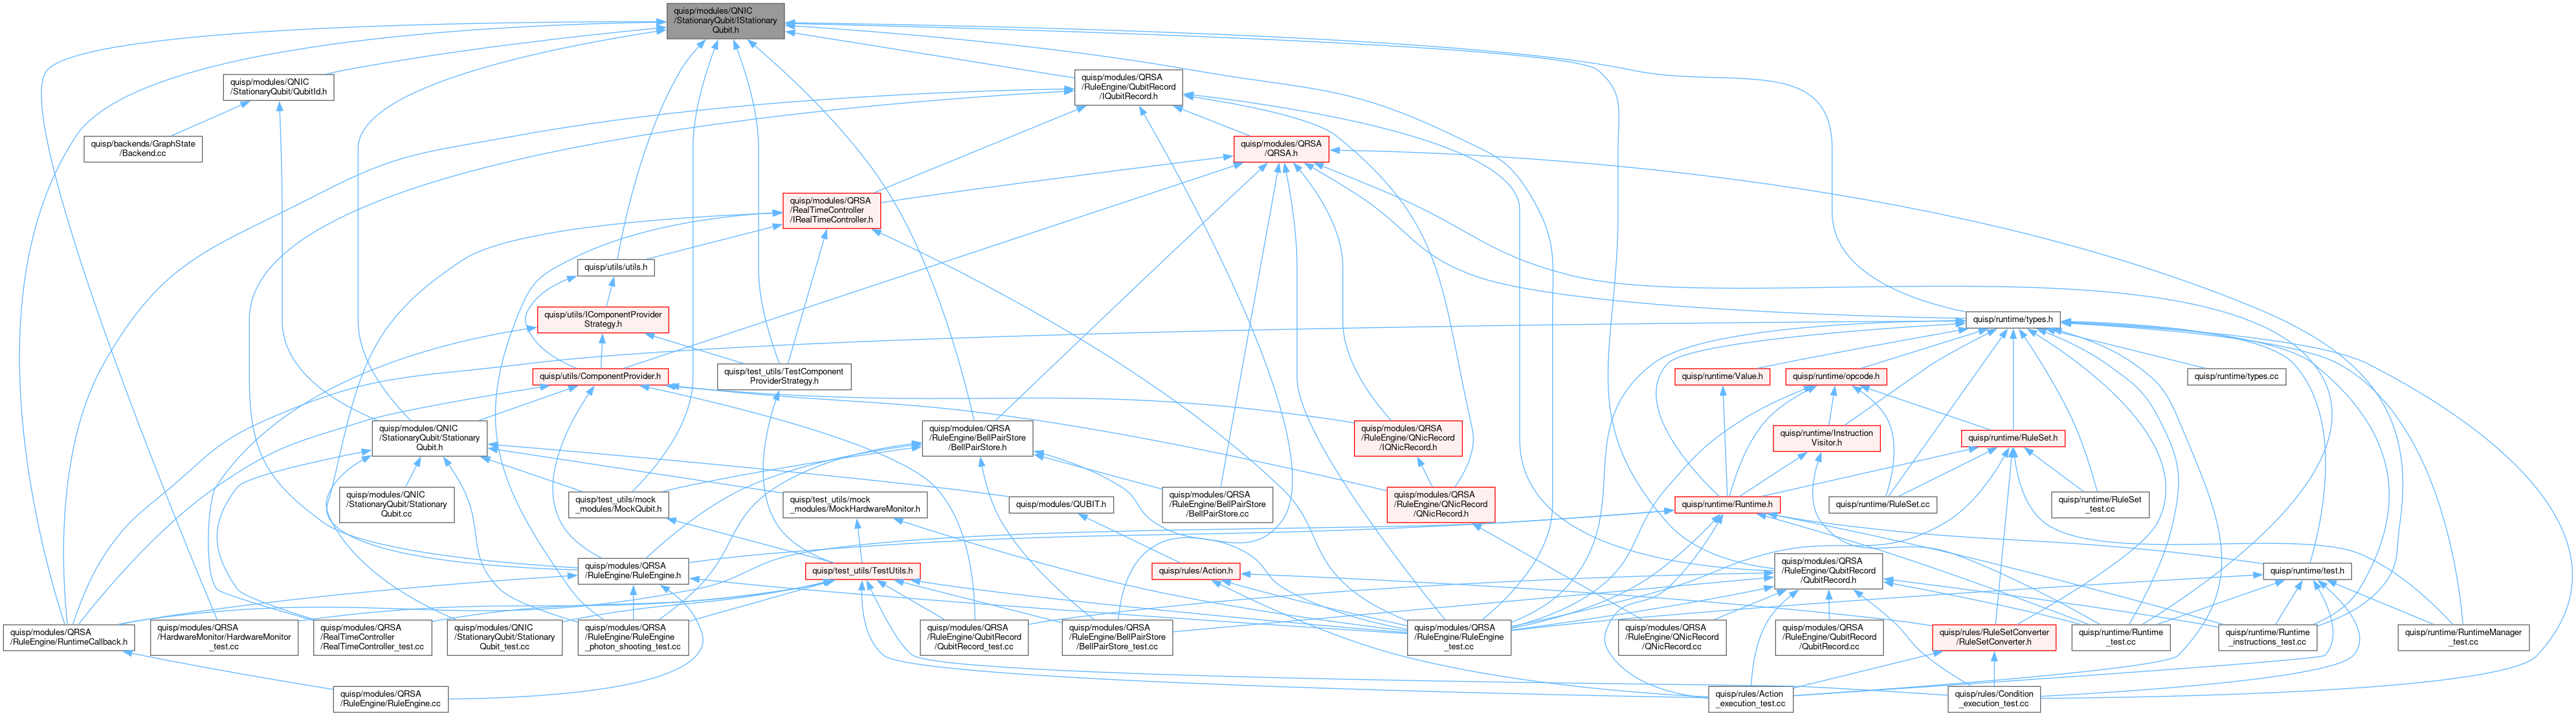 quisp/modules/QNIC
/StationaryQubit/IStationary
Qubit.h
quisp/modules/QNIC
/StationaryQubit/QubitId.h
quisp/modules/QRSA
/RuleEngine/QubitRecord
/IQubitRecord.h
quisp/backends/GraphState
/Backend.cc
quisp/modules/QRSA
/QRSA.h
quisp/modules/QRSA
/RealTimeController
/IRealTimeController.h
quisp/utils/utils.h
quisp/utils/IComponentProvider
Strategy.h
quisp/runtime/types.h
quisp/utils/ComponentProvider.h
quisp/test_utils/TestComponent
ProviderStrategy.h
quisp/runtime/Value.h
quisp/runtime/opcode.h
quisp/runtime/types.cc
quisp/modules/QNIC
/StationaryQubit/Stationary
Qubit.h
quisp/modules/QRSA
/RuleEngine/BellPairStore
/BellPairStore.h
quisp/modules/QRSA
/RuleEngine/QNicRecord
/IQNicRecord.h
quisp/runtime/Instruction
Visitor.h
quisp/runtime/RuleSet.h
quisp/modules/QNIC
/StationaryQubit/Stationary
Qubit.cc
quisp/test_utils/mock
_modules/MockQubit.h
quisp/test_utils/mock
_modules/MockHardwareMonitor.h
quisp/modules/QUBIT.h
quisp/modules/QRSA
/RuleEngine/BellPairStore
/BellPairStore.cc
quisp/modules/QRSA
/RuleEngine/QNicRecord
/QNicRecord.h
quisp/runtime/Runtime.h
quisp/runtime/RuleSet.cc
quisp/runtime/RuleSet
_test.cc
quisp/modules/QRSA
/RuleEngine/RuleEngine.h
quisp/test_utils/TestUtils.h
quisp/rules/Action.h
quisp/modules/QRSA
/RuleEngine/QubitRecord
/QubitRecord.h
quisp/runtime/test.h
quisp/modules/QRSA
/RuleEngine/RuntimeCallback.h
quisp/modules/QRSA
/HardwareMonitor/HardwareMonitor
_test.cc
quisp/modules/QRSA
/RealTimeController
/RealTimeController_test.cc
quisp/modules/QNIC
/StationaryQubit/Stationary
Qubit_test.cc
quisp/modules/QRSA
/RuleEngine/RuleEngine
_photon_shooting_test.cc
quisp/modules/QRSA
/RuleEngine/QubitRecord
/QubitRecord_test.cc
quisp/modules/QRSA
/RuleEngine/BellPairStore
/BellPairStore_test.cc
quisp/modules/QRSA
/RuleEngine/RuleEngine
_test.cc
quisp/modules/QRSA
/RuleEngine/QNicRecord
/QNicRecord.cc
quisp/modules/QRSA
/RuleEngine/QubitRecord
/QubitRecord.cc
quisp/rules/RuleSetConverter
/RuleSetConverter.h
quisp/runtime/Runtime
_test.cc
quisp/runtime/Runtime
_instructions_test.cc
quisp/runtime/RuntimeManager
_test.cc
quisp/modules/QRSA
/RuleEngine/RuleEngine.cc
quisp/rules/Action
_execution_test.cc
quisp/rules/Condition
_execution_test.cc